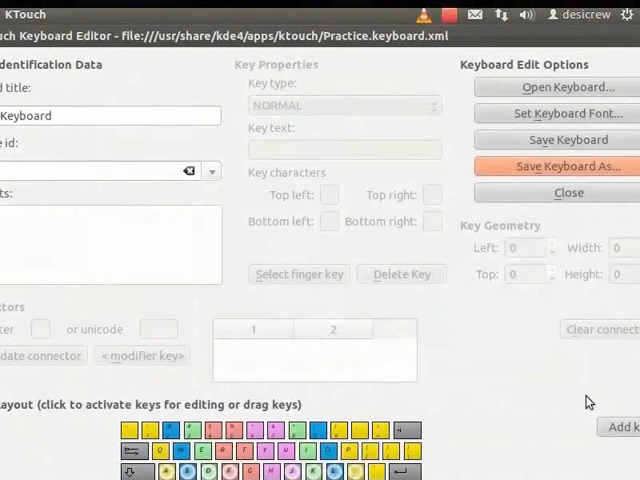 KTouch
desicrew
ouch Keyboard Editor - file:///usr/share/kde4/apps/ktouch/Practice.keyboard.xml
dentification Data
Key Properties
Keyboard Edit Options
d title:
Key type:
Open Keyboard...
Keyboard
NORMAL
Set Keyboard Font...
Key text:
e id:
Save Keyboard
Key characters
Save Keyboard As...
ts:
Top left:
Top right:
Close
Bottom left:
Bottom right:
Key Geometry
Left: 0
Width: 0
Select finger key
Delete Key
Top: 0
Height: 0
ctors
cter
or unicode
1
2
Clear connect
date connector
< modifier key>
ayout (click to activate keys for editing or drag keys)
Add k
Q W E R T Y U I O P
A S D F G H J K L